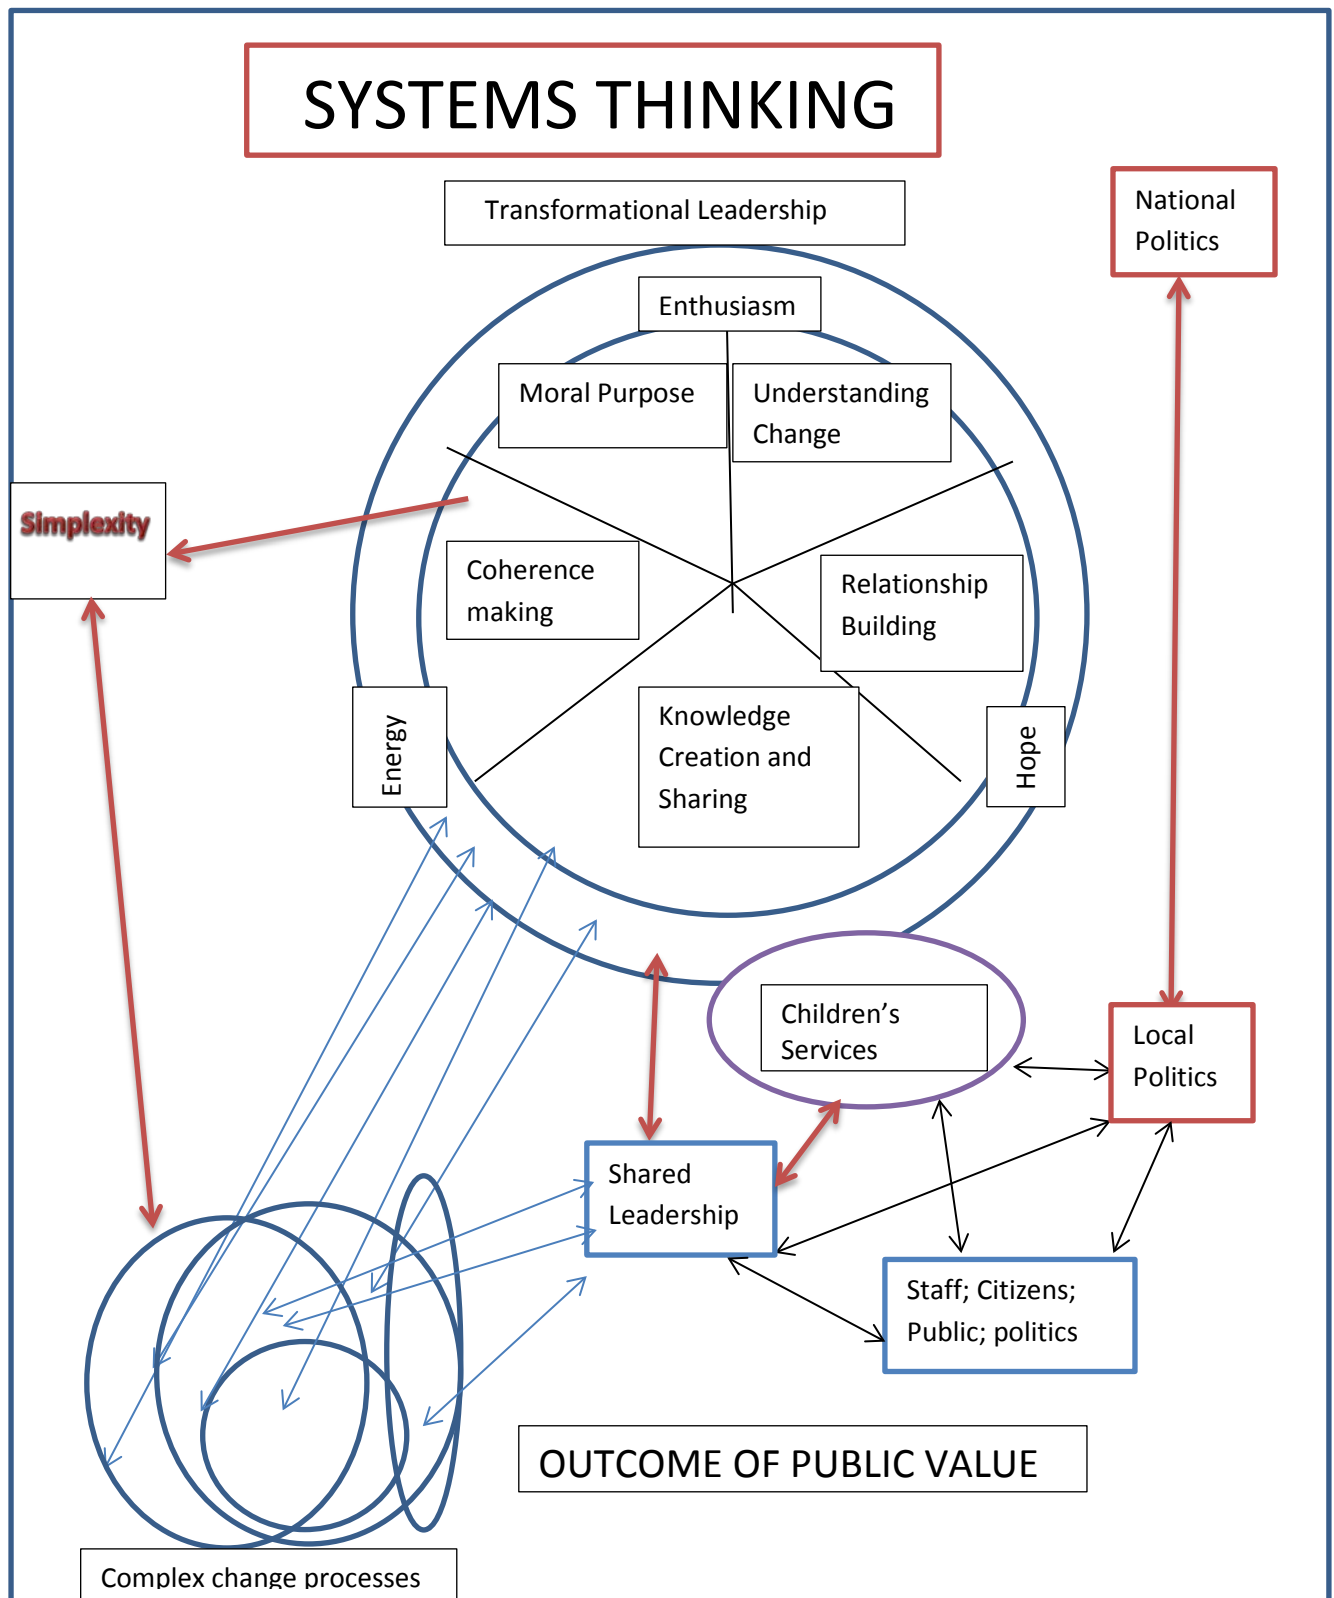 SYSTEMS THINKING
Transformational Leadership
National
Politics
Enthusiasm
Moral Purpose
Understanding
Change
Simplexity
Coherence
making
Relationship
Building
Energy
Knowledge
Creation and
Sharing
Hope
Children’s
Services
Local
Politics
Shared
Leadership
Staff; Citizens;
Public; politics
OUTCOME OF PUBLIC VALUE
Complex change processes